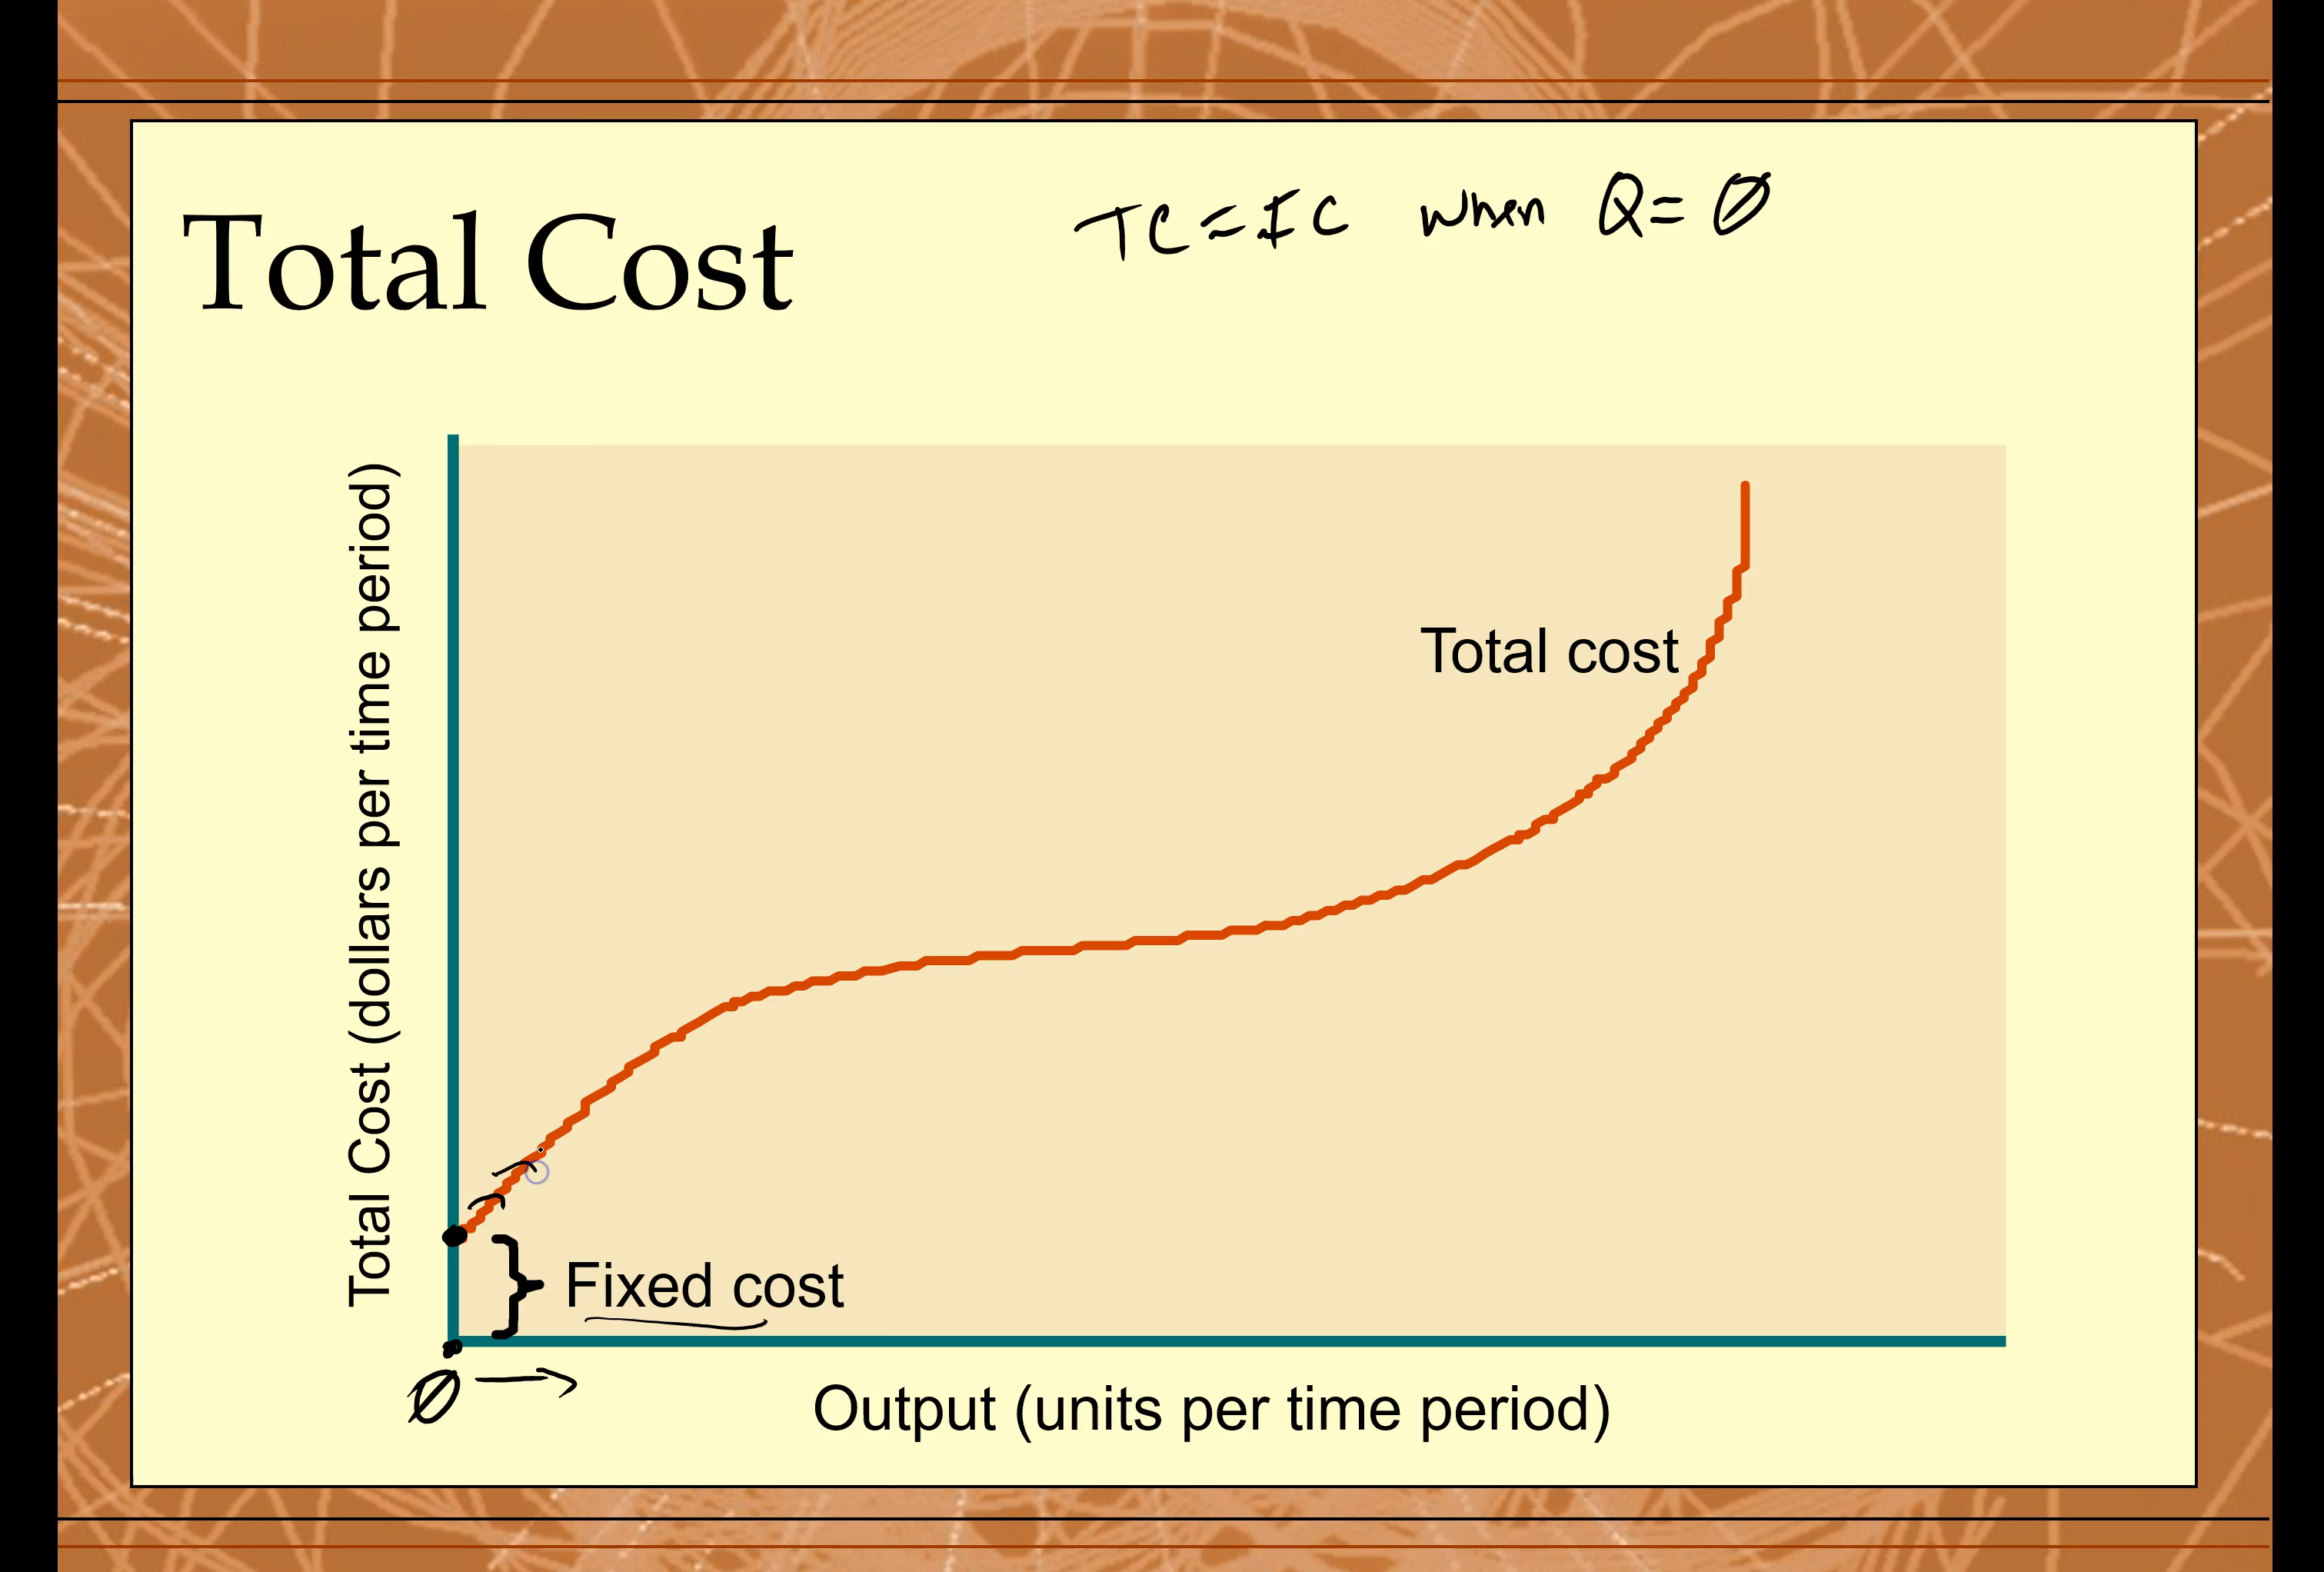 Total Cost
TC = FC when Q = Ø
Total Cost (dollars per time period)
Total cost
Fixed cost
Ø →
Output (units per time period)